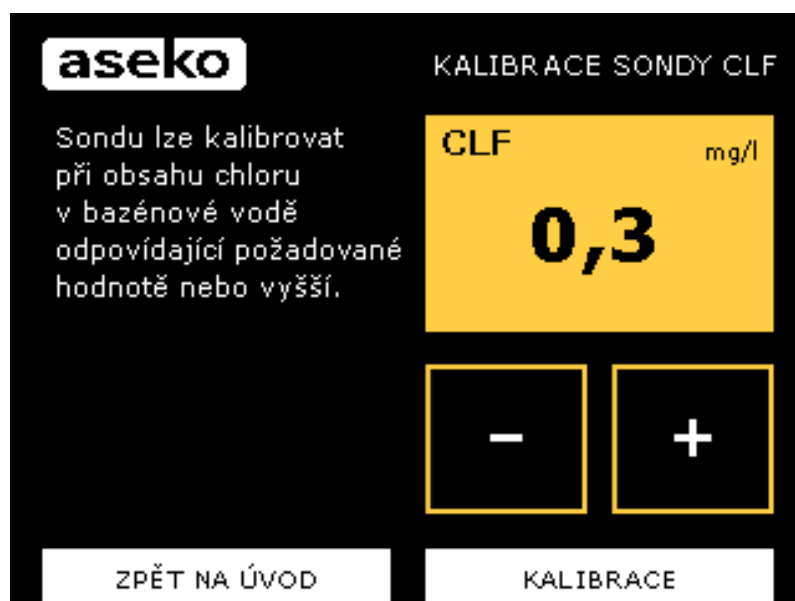 aseko
KALIBRACE SONDY CLF
Sondu lze kalibrovat
při obsahu chloru
v bazénové vodě
odpovídající požadované
hodnotě nebo vyšší.
CLF
mg/l
0,3
-
+
ZPĚT NA ÚVOD
KALIBRACE